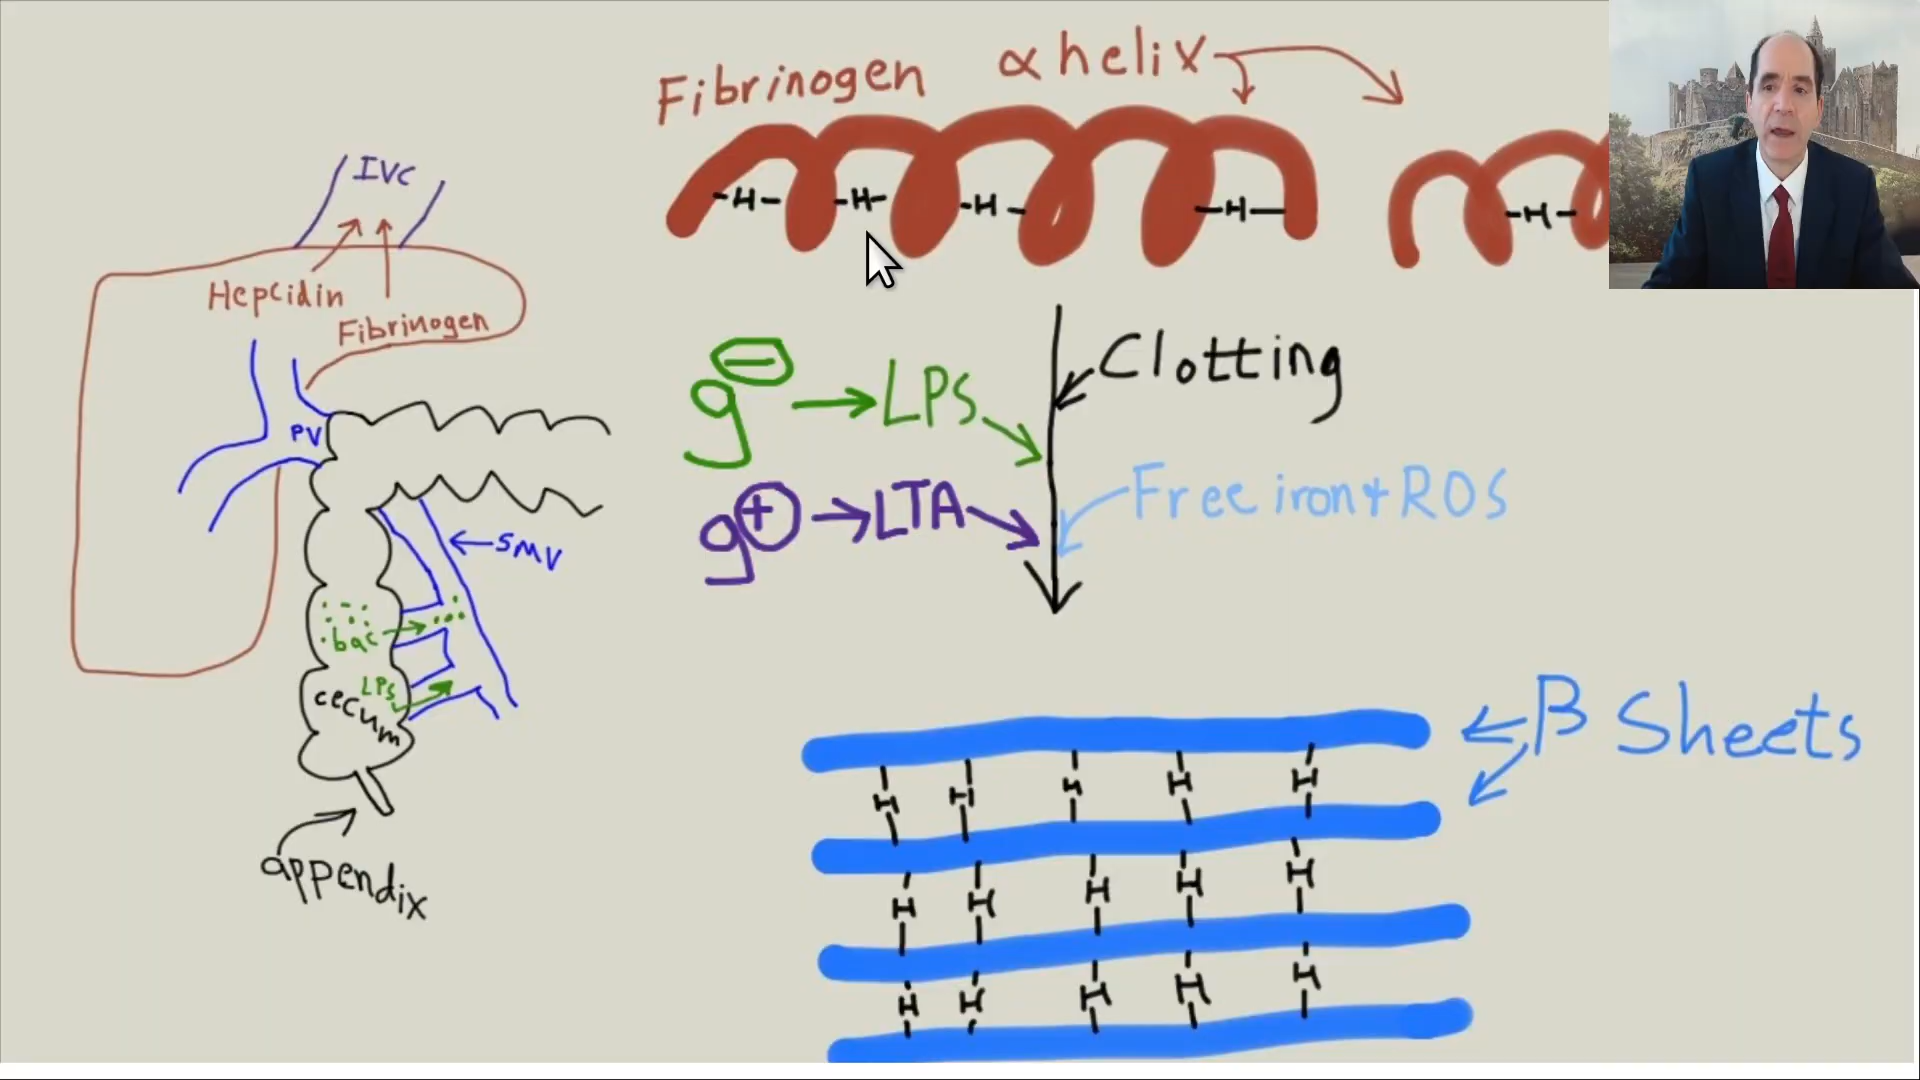 Fibrinogen α helix
-H- -H- -H- -H- -H-
IVC
Hepcidin
Fibrinogen
PV
SMV
bac
LPS
cecum
appendix
Clotting
g⊖ → LPS
g⊕ → LTA
Free iron + ROS
β Sheets
H H H H H
H H H H H
H H H H H